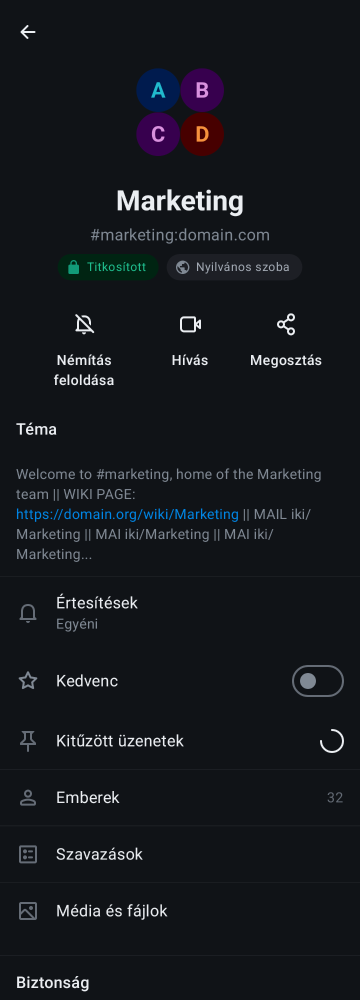 A B
C D
Marketing
#marketing:domain.com
Titkosított Nyilvános szoba
Némítás feloldása Hívás Megosztás
Téma
Welcome to #marketing, home of the Marketing
team || WIKI PAGE:
https://domain.org/wiki/Marketing || MAIL iki/
Marketing || MAI iki/Marketing || MAI iki/
Marketing...
Értesítések
Egyéni
Kedvenc
Kitűzött üzenetek
Emberek 32
Szavazások
Média és fájlok
Biztonság